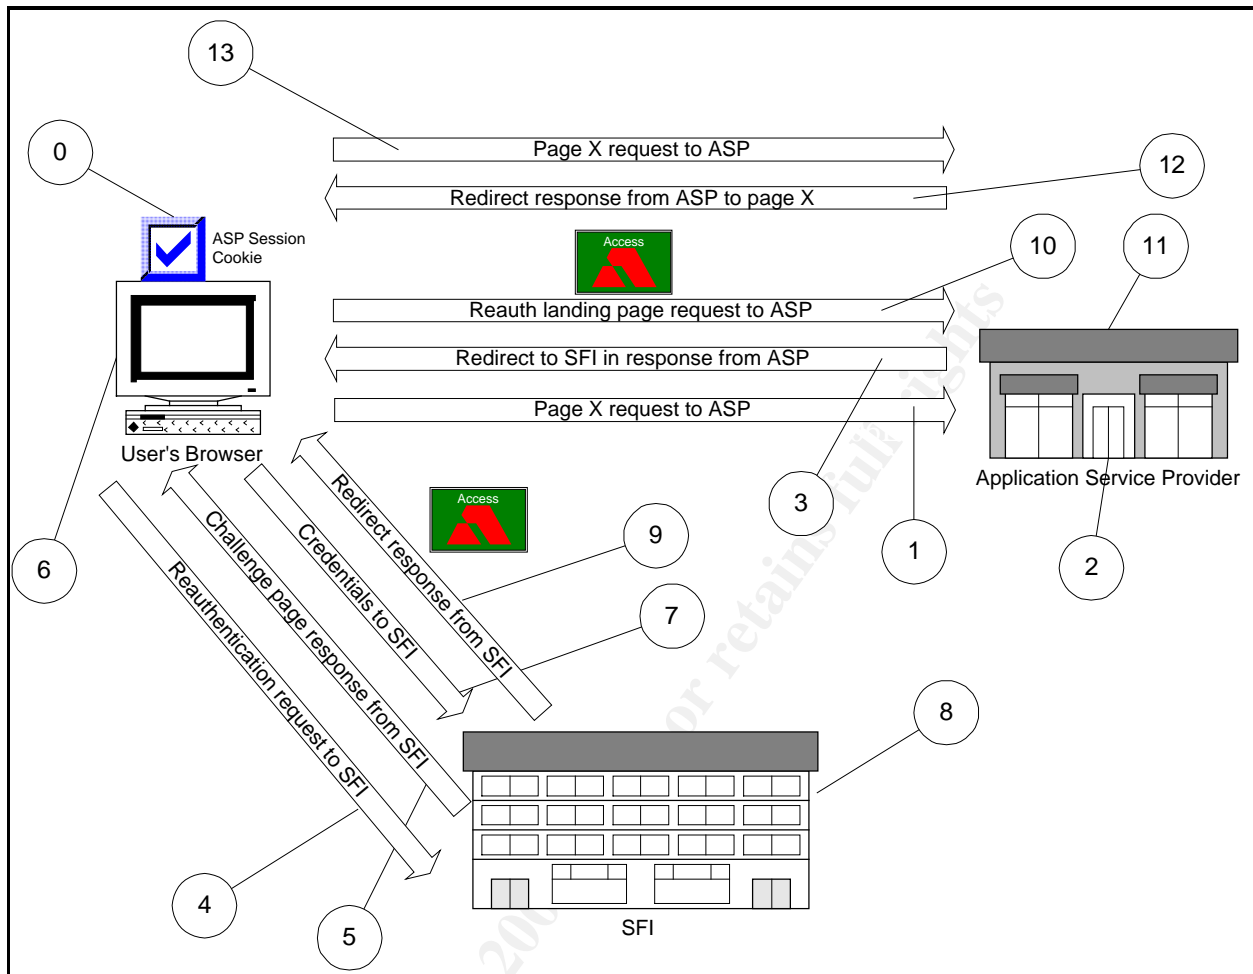 13
Page X request to ASP
0
12
Redirect response from ASP to page X
ASP Session
Cookie
Access
10
11
Reauth landing page request to ASP
Redirect to SFI in response from ASP
Page X request to ASP
User's Browser
Application Service Provider
3
1
2
6
Access
9
7
Redirect response from SFI
Credentials to SFI
Challenge page response from SFI
Reauthentication request to SFI
8
4
5
SFI
retains full rights